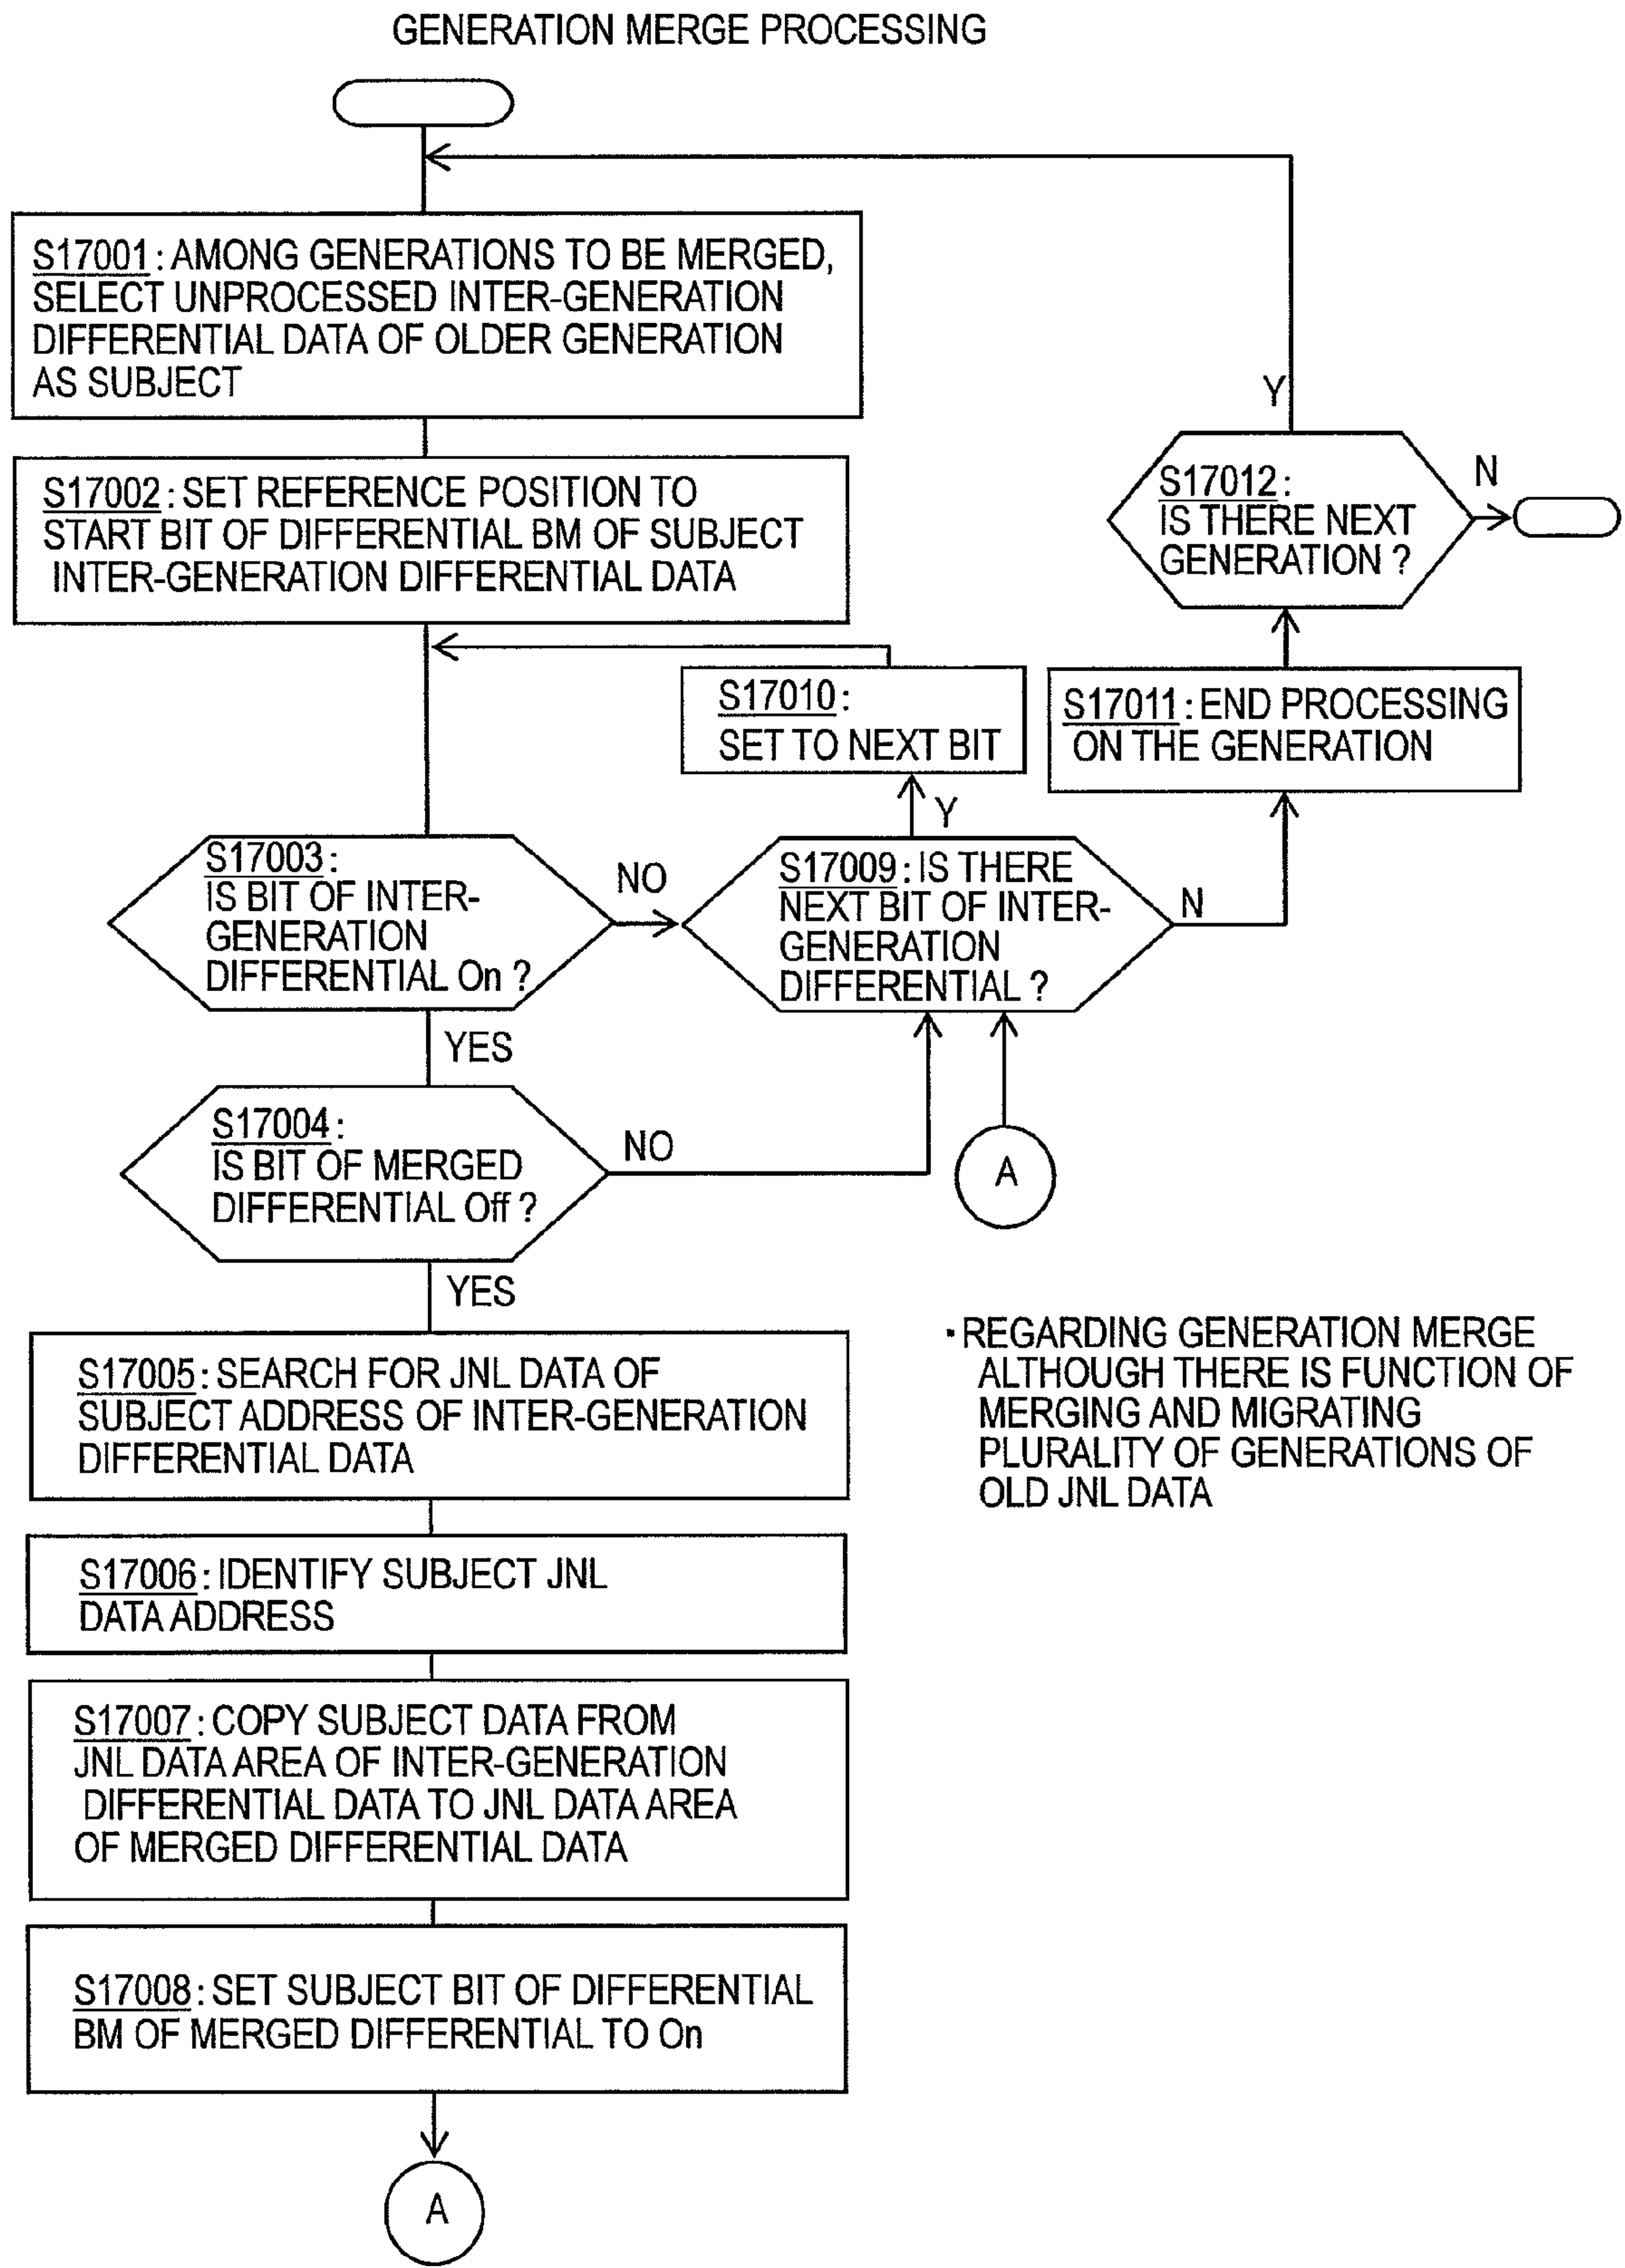 GENERATION MERGE PROCESSING
S17001: AMONG GENERATIONS TO BE MERGED,
SELECT UNPROCESSED INTER-GENERATION
DIFFERENTIAL DATA OF OLDER GENERATION
AS SUBJECT
S17002: SET REFERENCE POSITION TO
START BIT OF DIFFERENTIAL BM OF SUBJECT
INTER-GENERATION DIFFERENTIAL DATA
Y
S17012:
IS THERE NEXT
GENERATION ?
N
S17010:
SET TO NEXT BIT
S17011: END PROCESSING
ON THE GENERATION
Y
S17003:
IS BIT OF INTER-
GENERATION
DIFFERENTIAL On ?
NO
S17009: IS THERE
NEXT BIT OF INTER-
GENERATION
DIFFERENTIAL ?
N
YES
S17004:
IS BIT OF MERGED
DIFFERENTIAL Off ?
NO
A
YES
S17005: SEARCH FOR JNL DATA OF
SUBJECT ADDRESS OF INTER-GENERATION
DIFFERENTIAL DATA
▪ REGARDING GENERATION MERGE
ALTHOUGH THERE IS FUNCTION OF
MERGING AND MIGRATING
PLURALITY OF GENERATIONS OF
OLD JNL DATA
S17006: IDENTIFY SUBJECT JNL
DATA ADDRESS
S17007: COPY SUBJECT DATA FROM
JNL DATA AREA OF INTER-GENERATION
DIFFERENTIAL DATA TO JNL DATA AREA
OF MERGED DIFFERENTIAL DATA
S17008: SET SUBJECT BIT OF DIFFERENTIAL
BM OF MERGED DIFFERENTIAL TO On
A